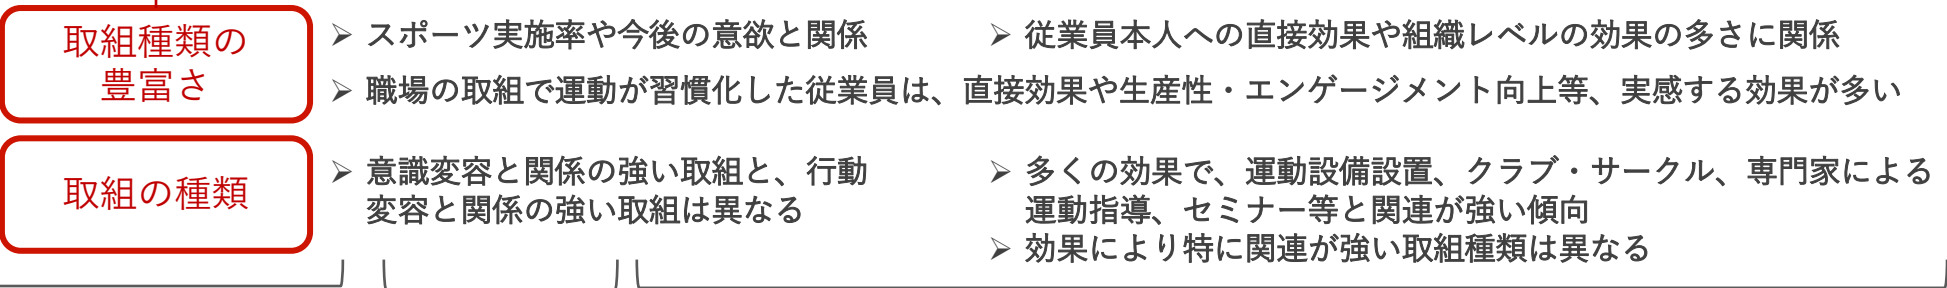 取組種類の
豊富さ
➢ スポーツ実施率や今後の意欲と関係
➢ 従業員本人への直接効果や組織レベルの効果の多さに関係
➢ 職場の取組で運動が習慣化した従業員は、直接効果や生産性・エンゲージメント向上等、実感する効果が多い
取組の種類
➢ 意識変容と関係の強い取組と、行動
変容と関係の強い取組は異なる
➢ 多くの効果で、運動設備設置、クラブ・サークル、専門家による
運動指導、セミナー等と関連が強い傾向
➢ 効果により特に関連が強い取組種類は異なる